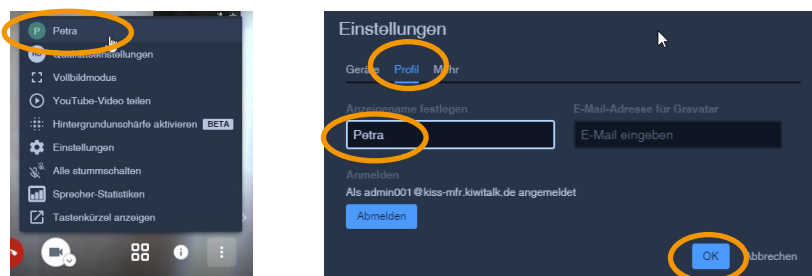 P Petra
HD Qualitätseinstellungen
Vollbildmodus
YouTube-Video teilen
Hintergrundunschärfe aktivieren BETA
Einstellungen
Alle stummschalten
Sprecher-Statistiken
Tastenkürzel anzeigen
Einstellungen
Geräte Profil Mehr
Anzeigename festlegen E-Mail-Adresse für Gravatar
Petra E-Mail eingeben
Anmelden
Als admin001@kiss-mfr.kiwitalk.de angemeldet
Abmelden
OK Abbrechen